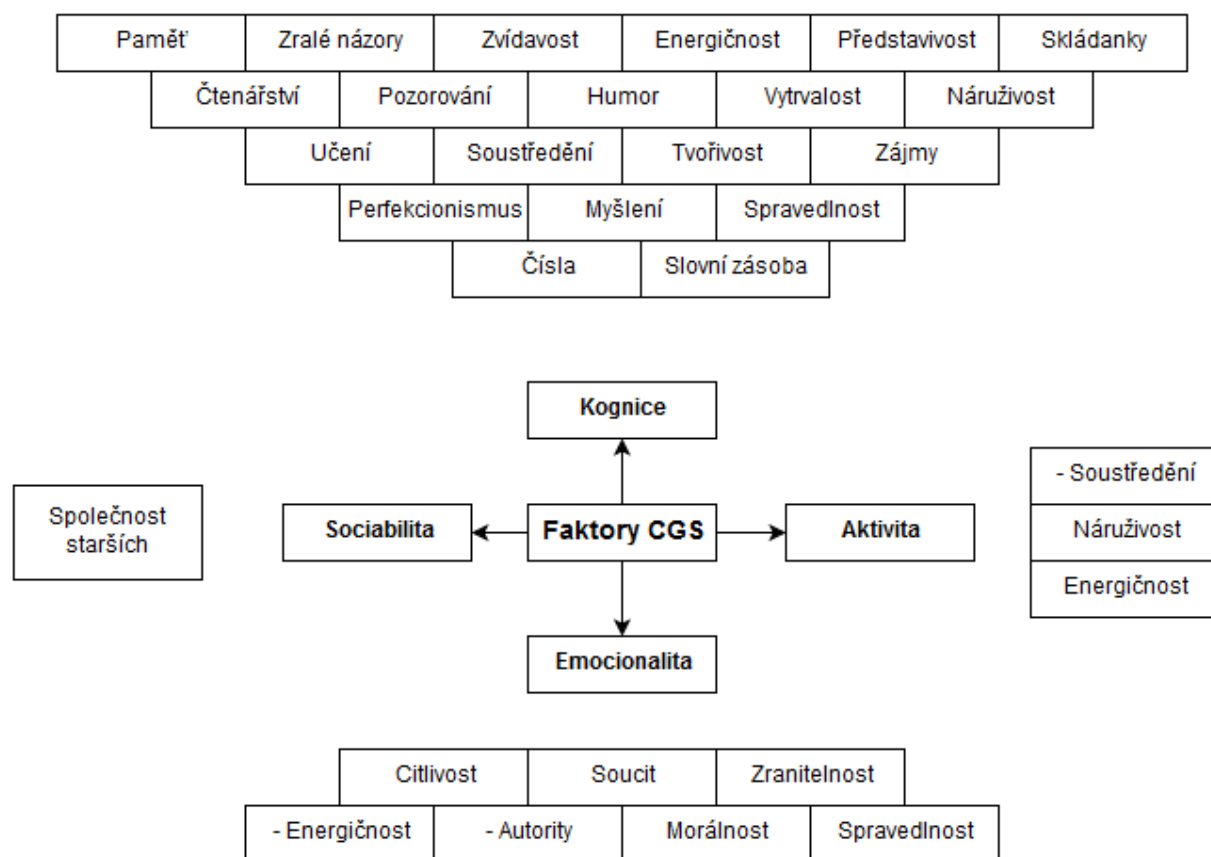 Paměť
Zralé názory
Zvídavost
Energičnost
Představivost
Skládanky
Čtenářství
Pozorování
Humor
Vytrvalost
Náruživost
Učení
Soustředění
Tvořivost
Zájmy
Perfekcionismus
Myšlení
Spravedlnost
Čísla
Slovní zásoba
Kognice
Společnost
starších
Sociabilita
Faktory CGS
Aktivita
- Soustředění
Náruživost
Energičnost
Emocionalita
Citlivost
Soucit
Zranitelnost
- Energičnost
- Autority
Morálnost
Spravedlnost